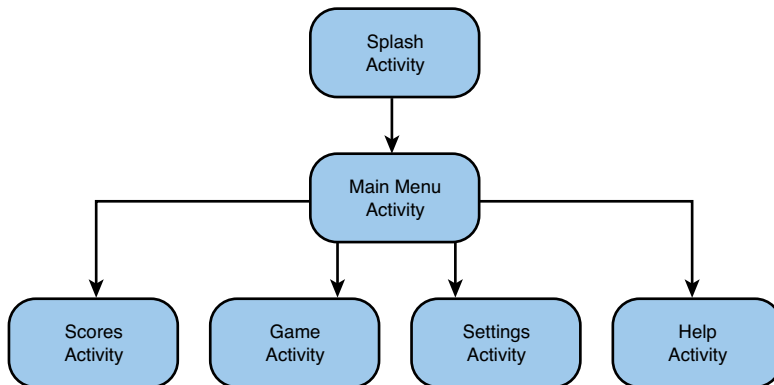 Splash
Activity
Main Menu
Activity
Scores
Activity
Game
Activity
Settings
Activity
Help
Activity